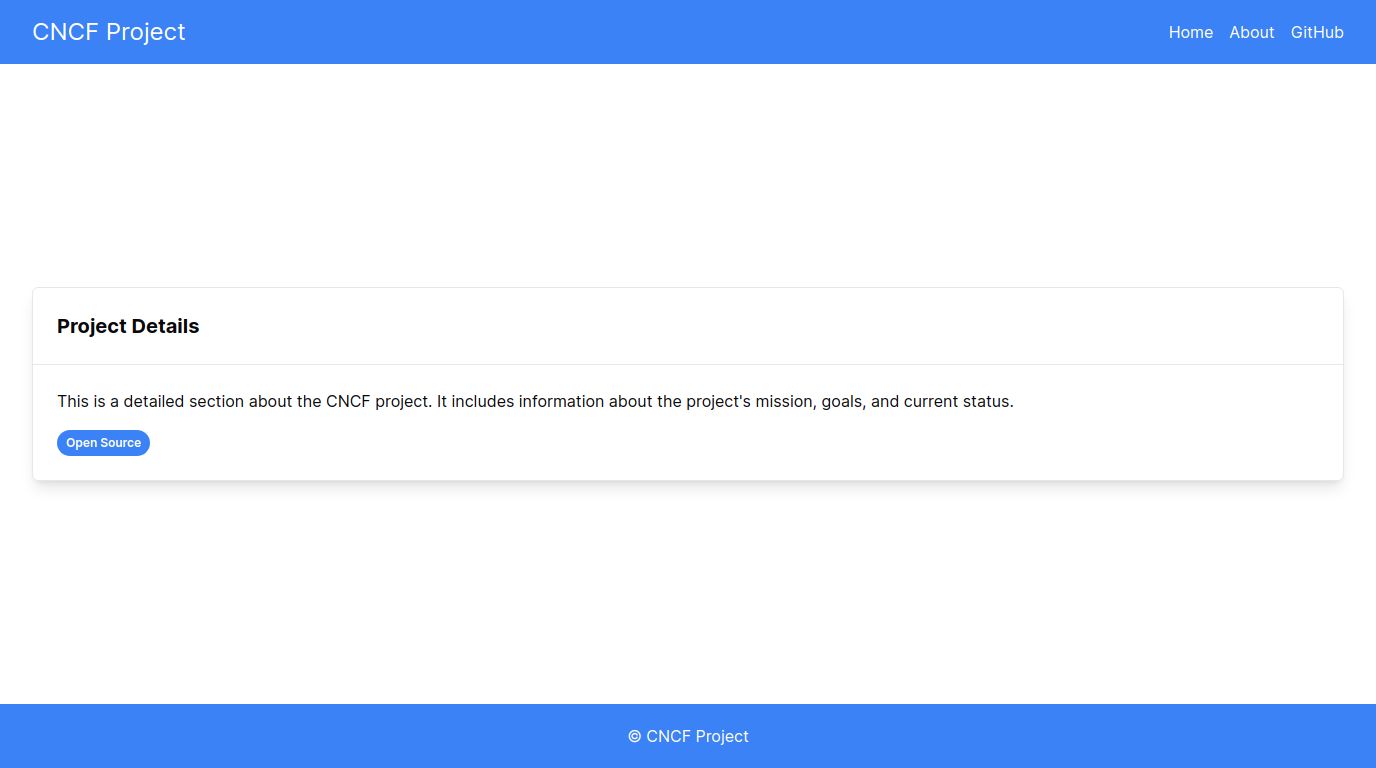 CNCF Project
Home About GitHub
Project Details
This is a detailed section about the CNCF project. It includes information about the project's mission, goals, and current status.
Open Source
© CNCF Project